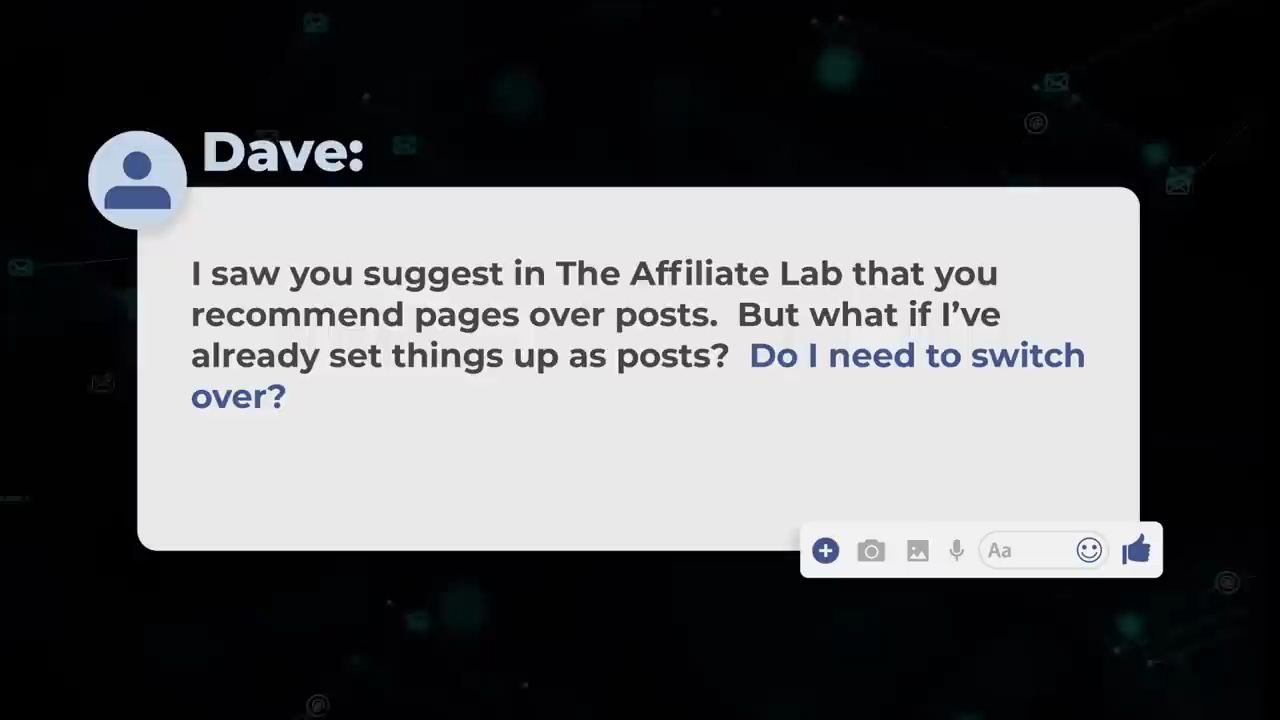 Dave:
I saw you suggest in The Affiliate Lab that you
recommend pages over posts.  But what if I’ve
already set things up as posts?  Do I need to switch
over?
Aa